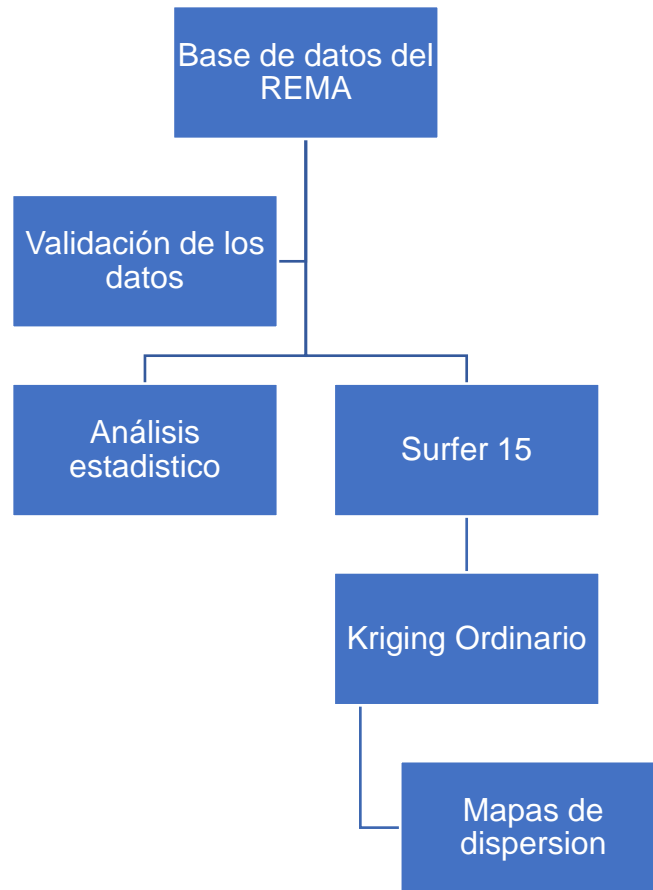 Base de datos del
REMA
Validación de los
datos
Análisis
estadistico
Surfer 15
Kriging Ordinario
Mapas de
dispersion